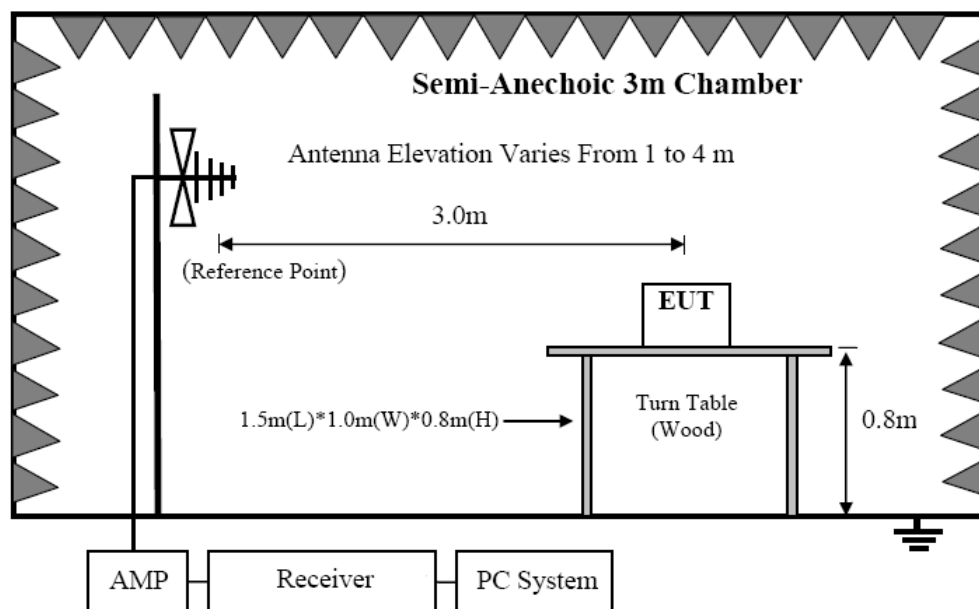 Semi-Anechoic 3m Chamber
Antenna Elevation Varies From 1 to 4 m
3.0m
(Reference Point)
EUT
1.5m(L)*1.0m(W)*0.8m(H)
Turn Table
(Wood)
0.8m
AMP
Receiver
PC System